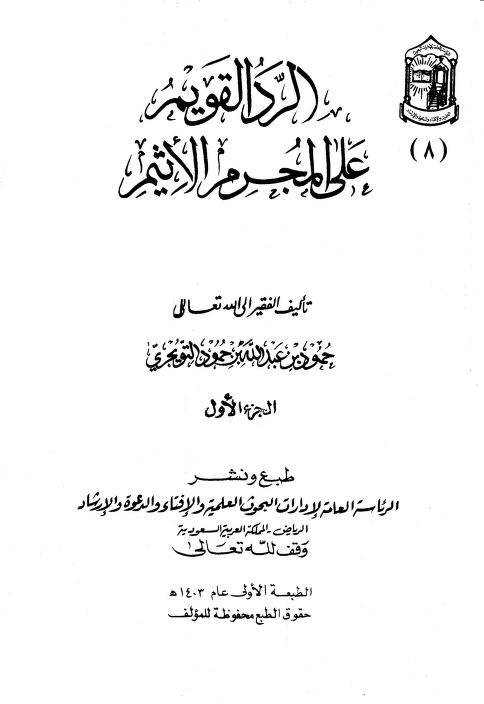 الرد القويم
على المجرم الأثيم
(٨)
تأليف الفقير إلى الله تعالى
حمود بن عبد الله بن حمود التويجري
الجزء الأول
طبع ونشر
الرئاسة العامة لإدارات البحوث العلمية والإفتاء والدعوة والإرشاد
الرياض - المملكة العربية السعودية
وقف لله تعالى
الطبعة الأولى عام ١٤٠٣ هـ
حقوق الطبع محفوظة للمؤلف